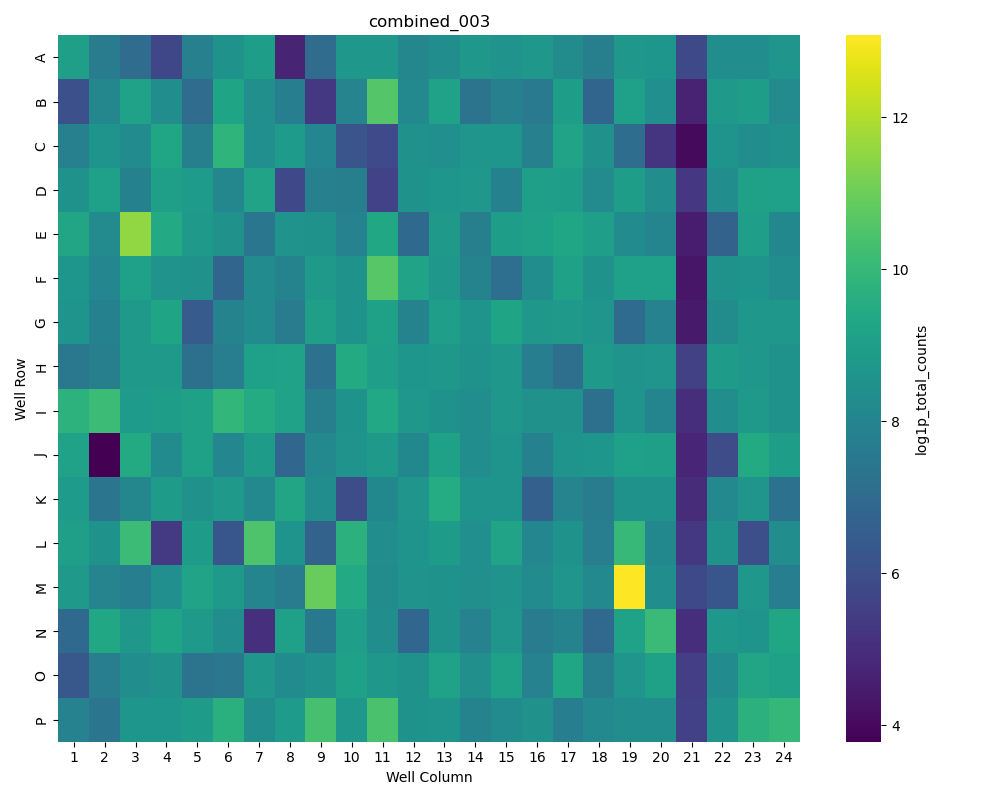 combined_003
A
B
C
D
E
F
G
H
I
J
K
L
M
N
O
P
Well Row
1 2 3 4 5 6 7 8 9 10 11 12 13 14 15 16 17 18 19 20 21 22 23 24
Well Column
12
10
8
6
4
log1p_total_counts